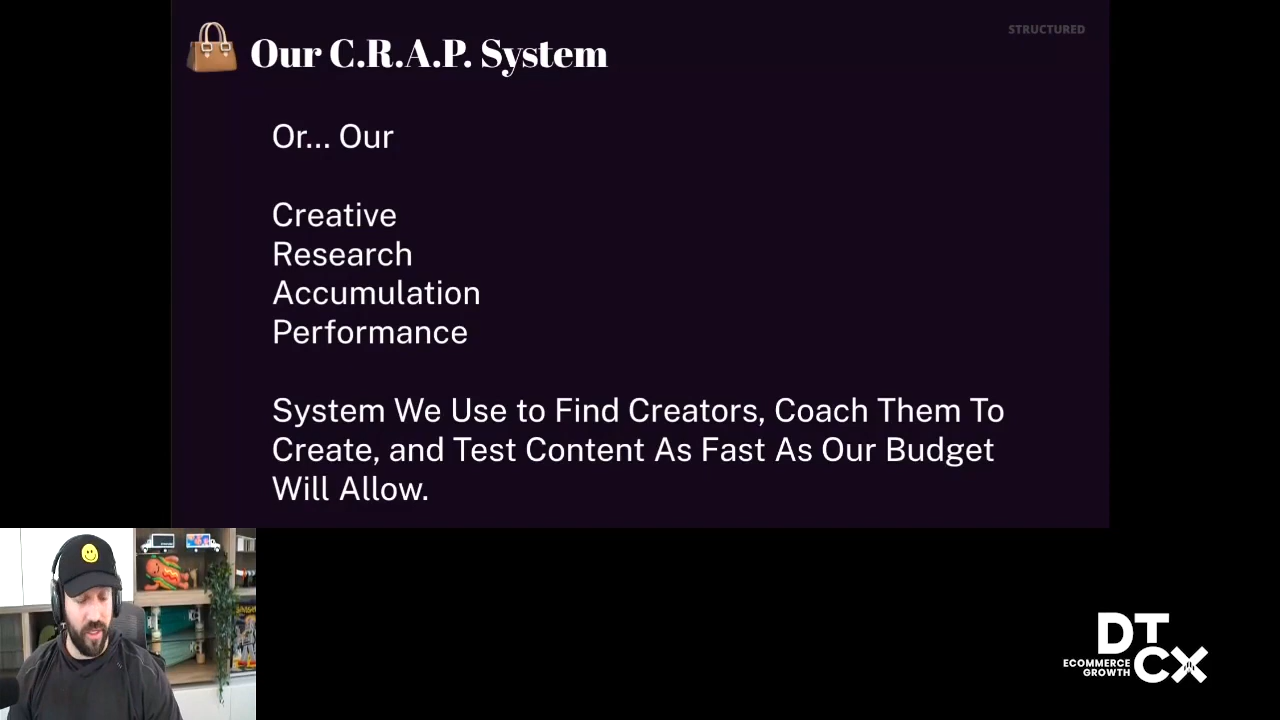 Our C.R.A.P. System
STRUCTURED
Or... Our
Creative
Research
Accumulation
Performance
System We Use to Find Creators, Coach Them To
Create, and Test Content As Fast As Our Budget
Will Allow.
DT
CX
ECOMMERCE
GROWTH